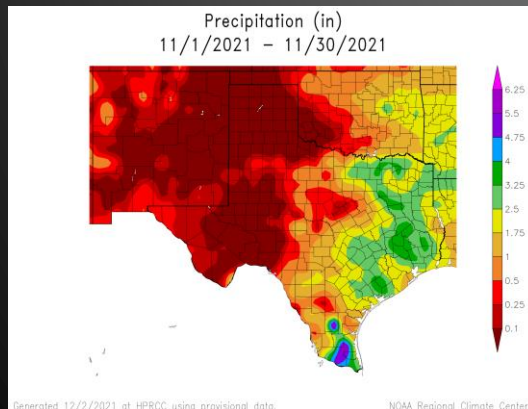 Precipitation (in)
11/1/2021 – 11/30/2021
6.25
5.5
4.75
4
3.25
2.5
1.75
1
0.5
0.25
0.1
Generated 12/2/2021 at HPRCC using provisional data.
NOAA Regional Climate Center